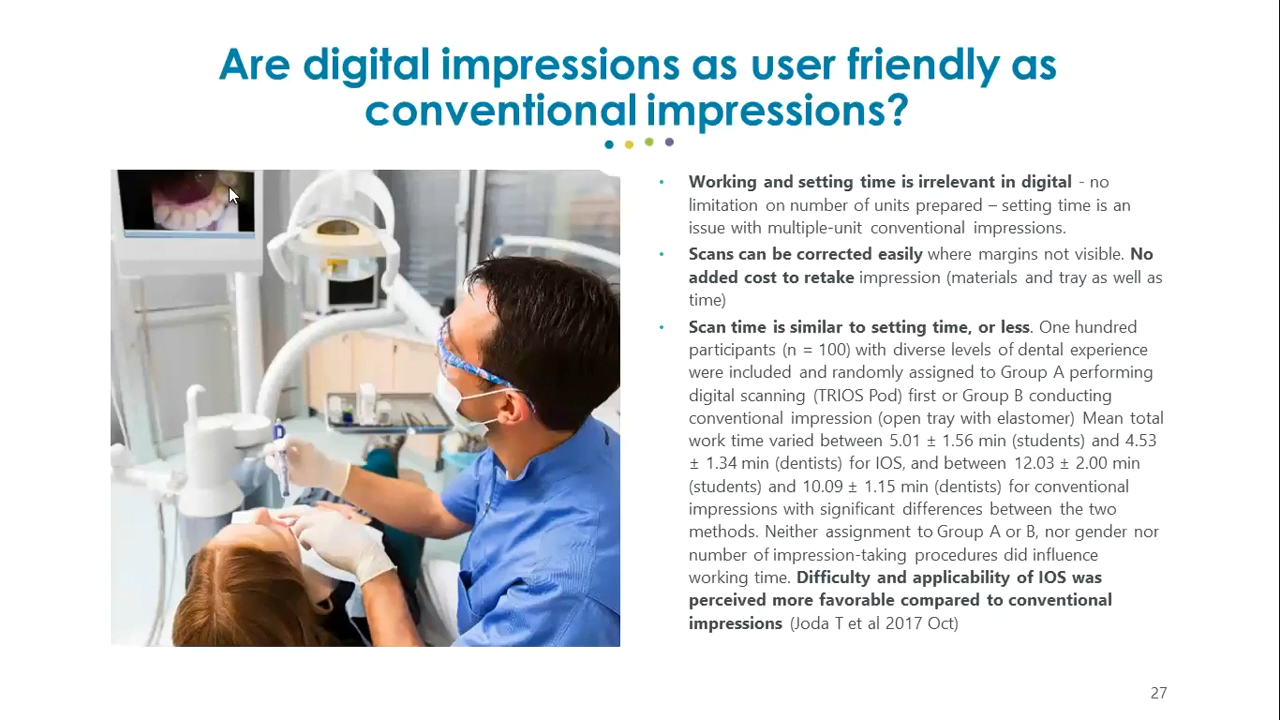 Are digital impressions as user friendly as
conventional impressions?
• Working and setting time is irrelevant in digital - no
limitation on number of units prepared – setting time is an
issue with multiple-unit conventional impressions.
• Scans can be corrected easily where margins not visible. No
added cost to retake impression (materials and tray as well as
time)
• Scan time is similar to setting time, or less. One hundred
participants (n = 100) with diverse levels of dental experience
were included and randomly assigned to Group A performing
digital scanning (TRIOS Pod) first or Group B conducting
conventional impression (open tray with elastomer) Mean total
work time varied between 5.01 ± 1.56 min (students) and 4.53
± 1.34 min (dentists) for IOS, and between 12.03 ± 2.00 min
(students) and 10.09 ± 1.15 min (dentists) for conventional
impressions with significant differences between the two
methods. Neither assignment to Group A or B, nor gender nor
number of impression-taking procedures did influence
working time. Difficulty and applicability of IOS was
perceived more favorable compared to conventional
impressions (Joda T et al 2017 Oct)
27